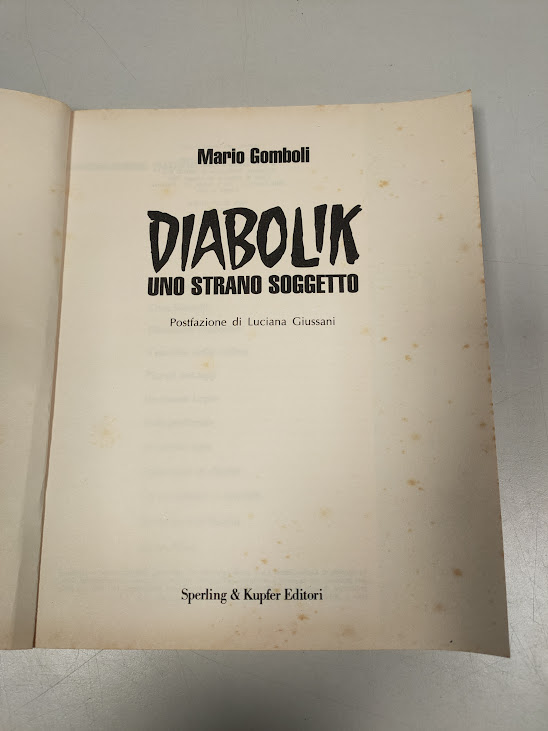 Mario Gomboli
DIABOLIK
UNO STRANO SOGGETTO
Postfazione di Luciana Giussani
Sperling & Kupfer Editori